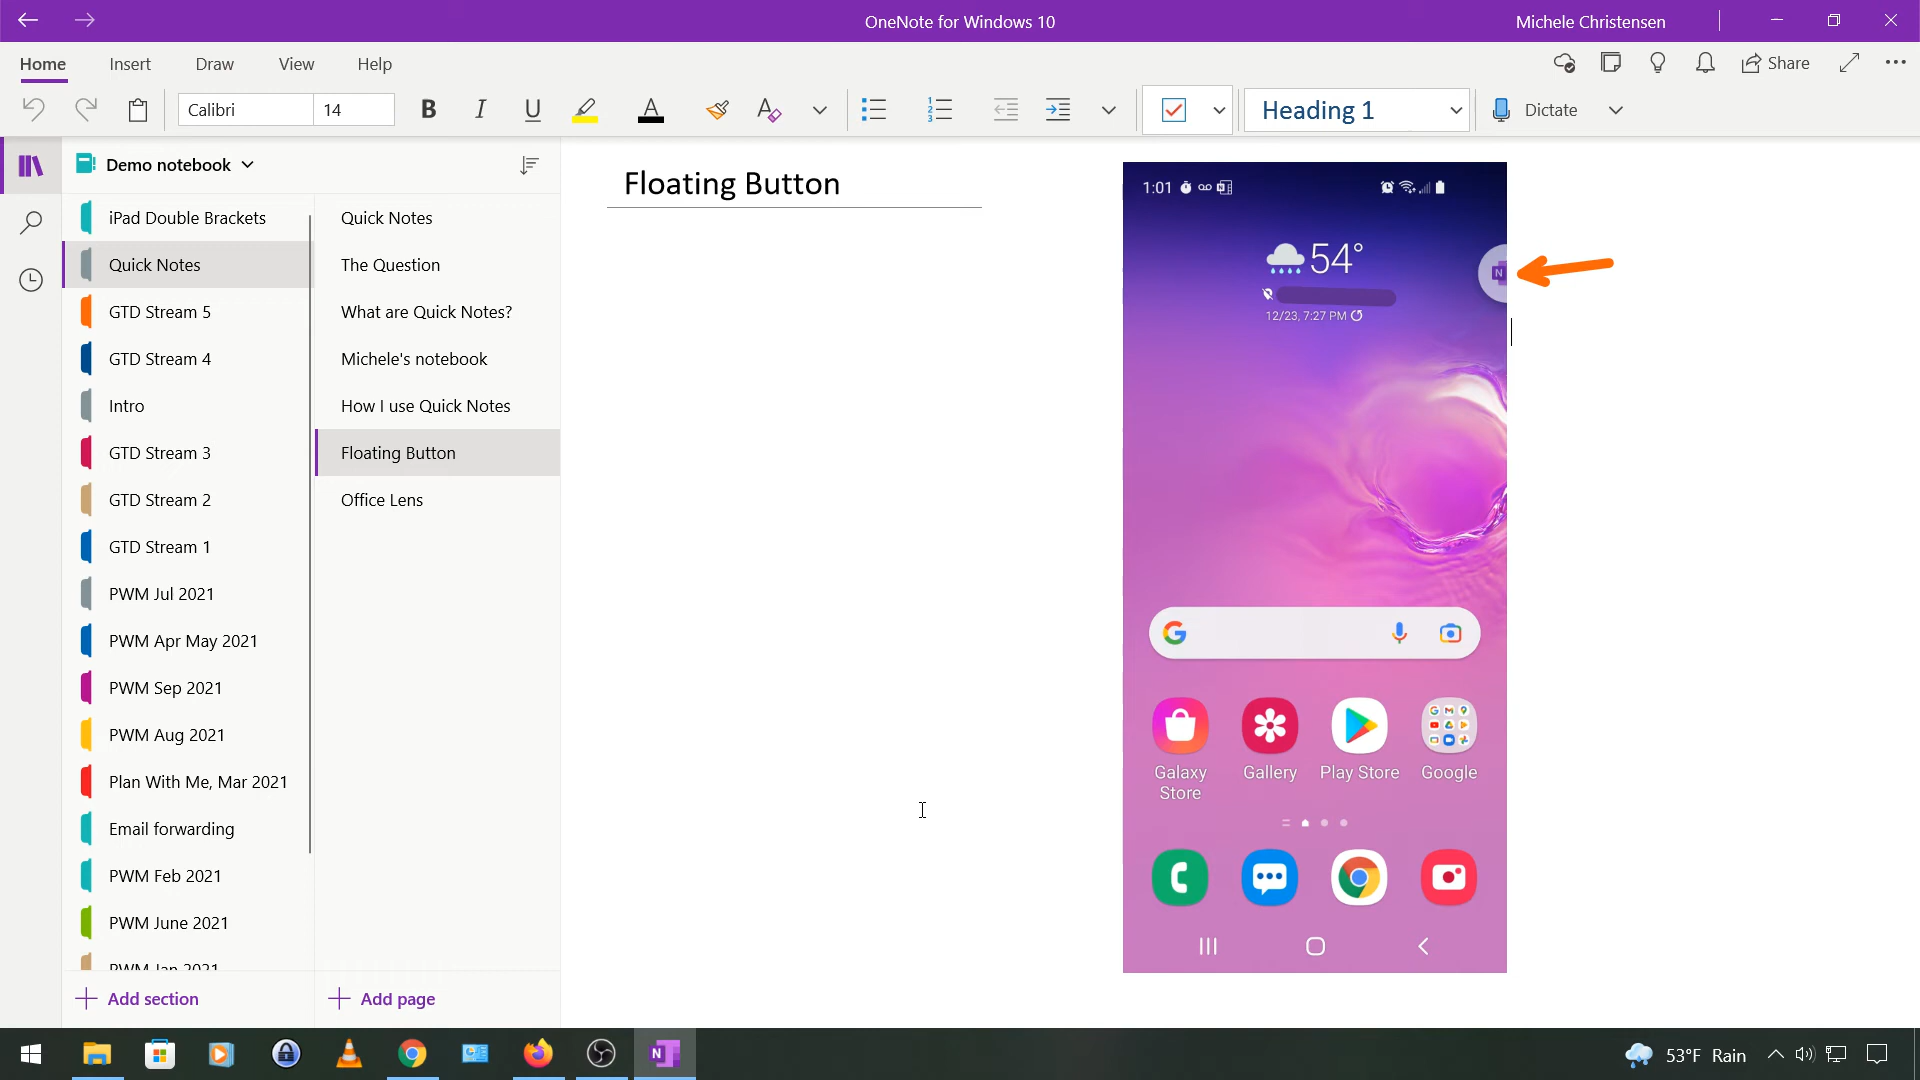 OneNote for Windows 10
Michele Christensen
Home
Insert
Draw
View
Help
Share
Calibri
14
B
I
U
A
A
Heading 1
Dictate
Demo notebook
iPad Double Brackets
Quick Notes
GTD Stream 5
GTD Stream 4
Intro
GTD Stream 3
GTD Stream 2
GTD Stream 1
PWM Jul 2021
PWM Apr May 2021
PWM Sep 2021
PWM Aug 2021
Plan With Me, Mar 2021
Email forwarding
PWM Feb 2021
PWM June 2021
PWM Jan 2021
Add section
Quick Notes
The Question
What are Quick Notes?
Michele's notebook
How I use Quick Notes
Floating Button
Office Lens
Add page
Floating Button
1:01
54°
12/23, 7:27 PM
N
G
Galaxy
Store
Gallery
Play Store
Google
N
53°F Rain